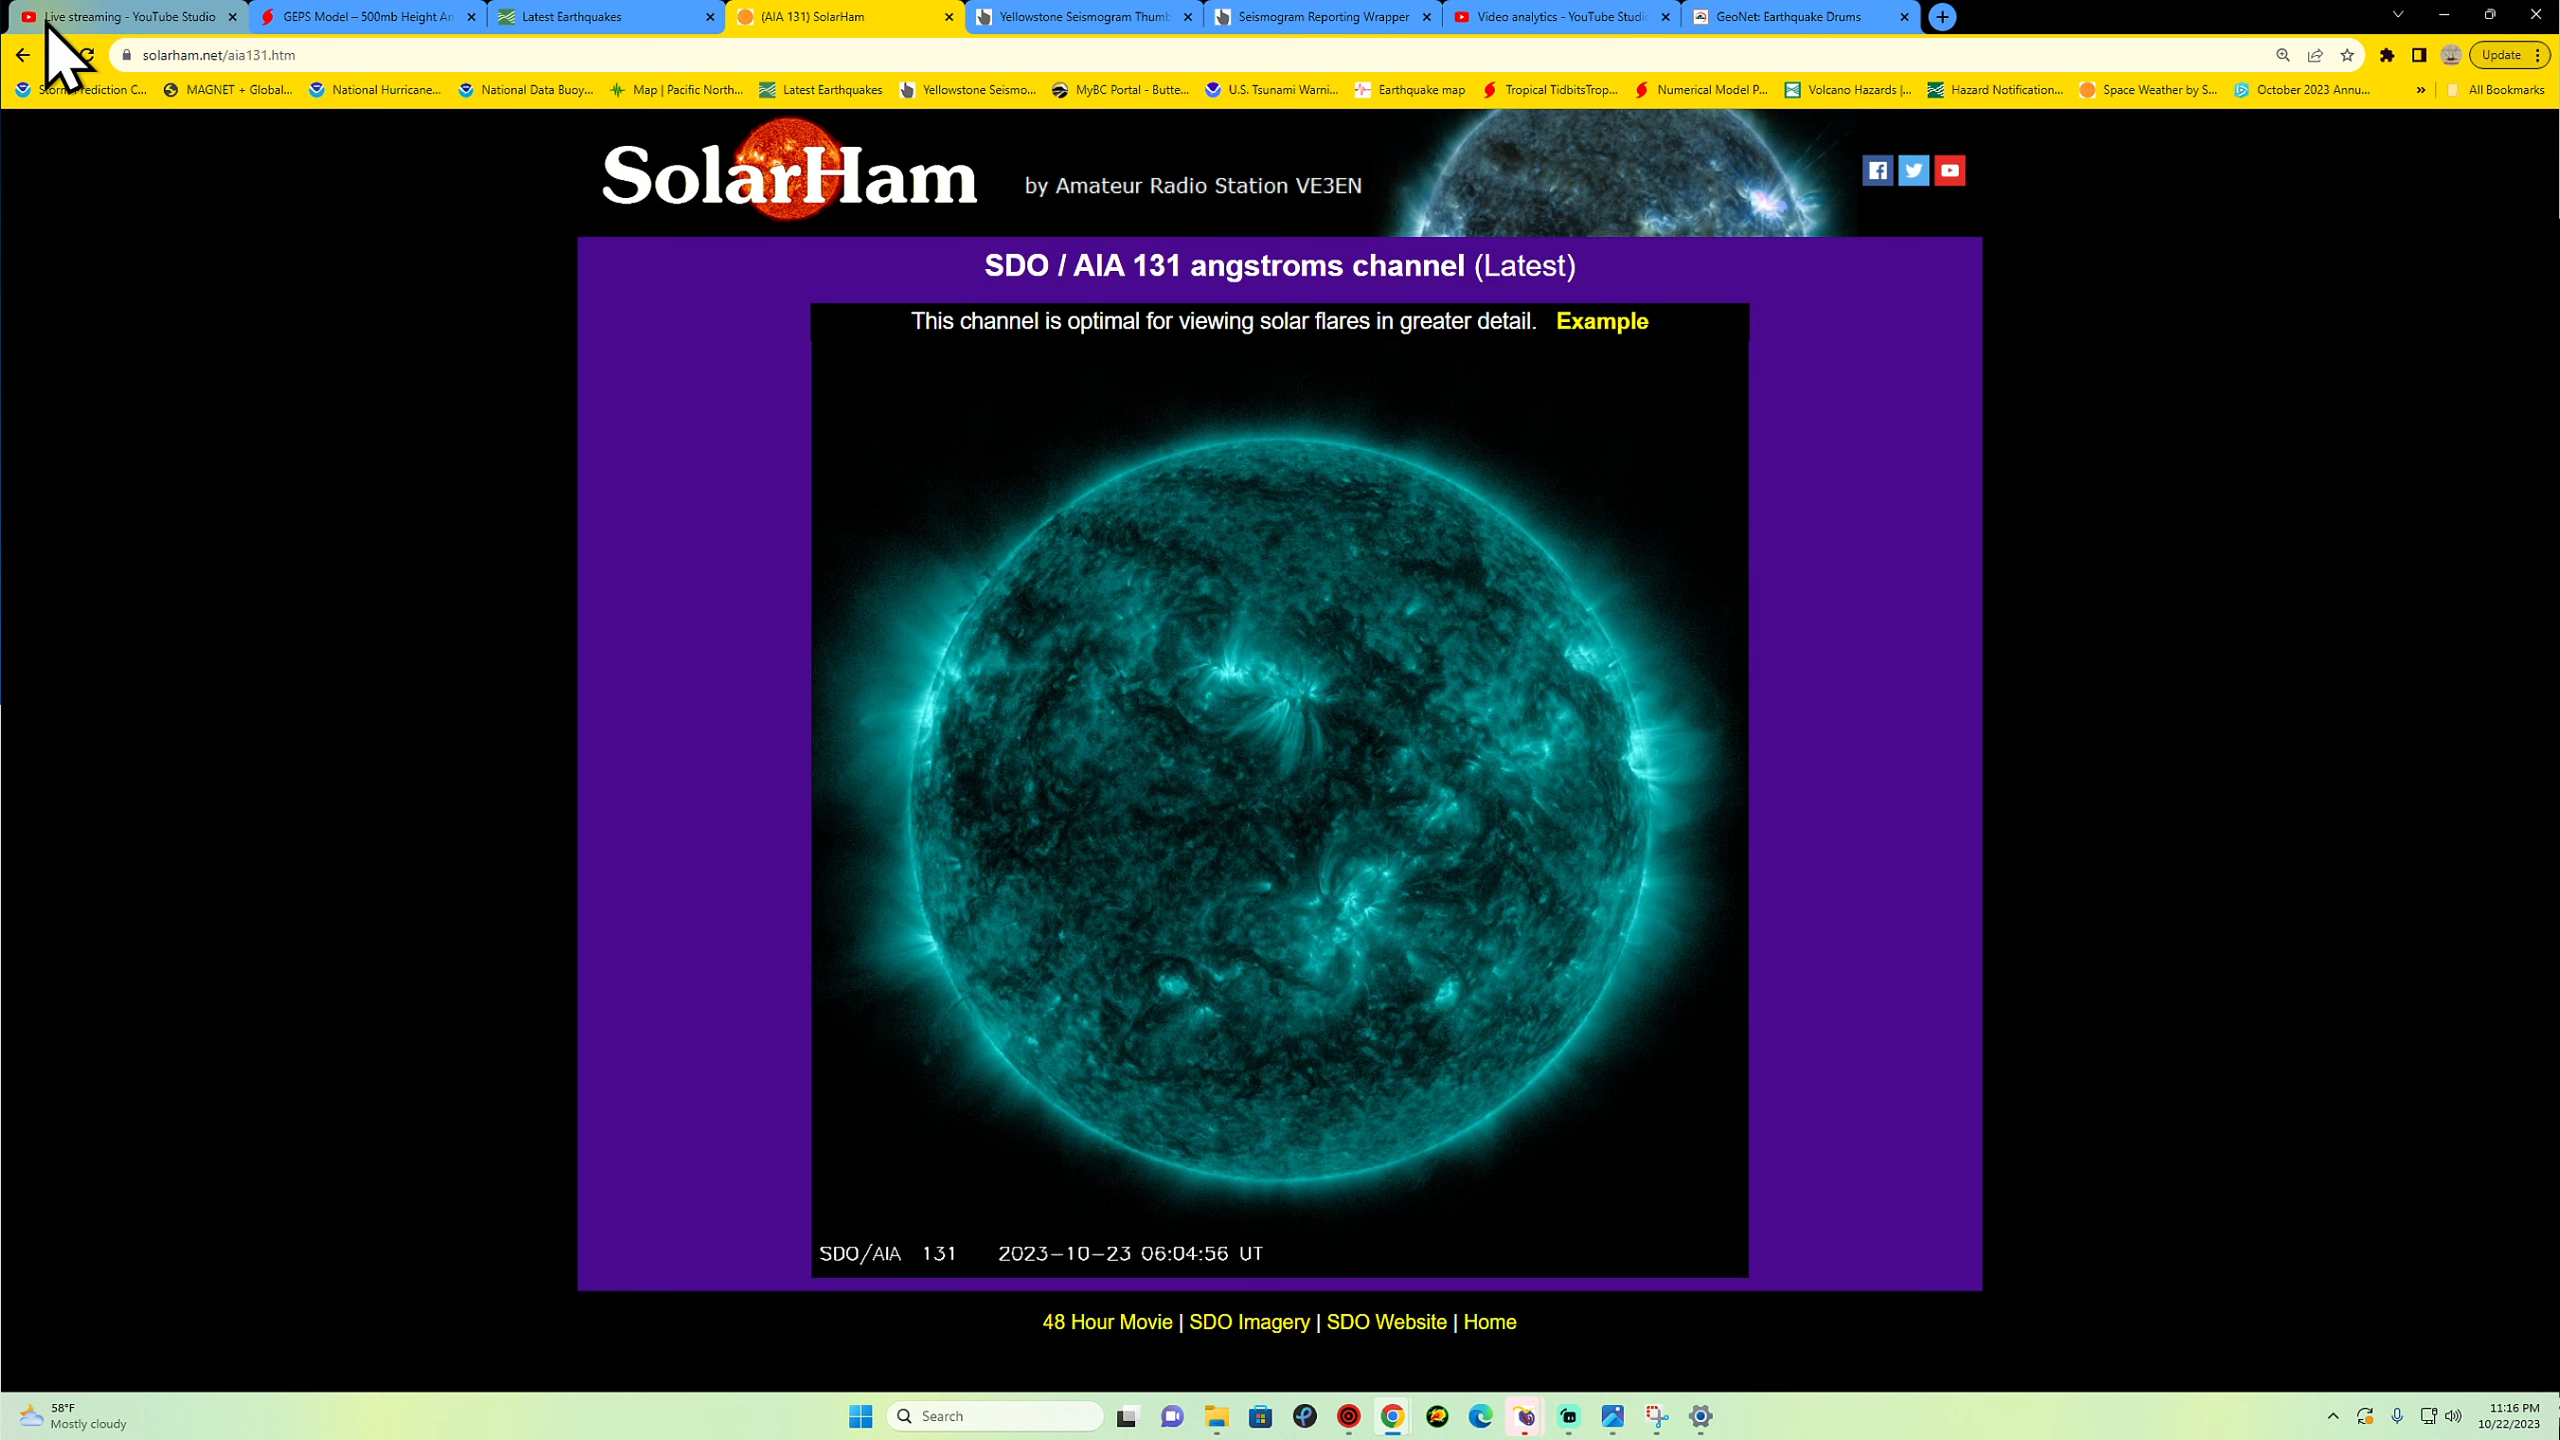 Live streaming - YouTube Studio
GEPS Model – 500mb Height An
Latest Earthquakes
(AIA 131) SolarHam
Yellowstone Seismogram Thumb
Seismogram Reporting Wrapper
Video analytics - YouTube Studio
GeoNet: Earthquake Drums
solarham.net/aia131.htm
Update
MAGNET + Global...
National Hurricane...
National Data Buoy...
Map | Pacific North...
Latest Earthquakes
Yellowstone Seismo...
MyBC Portal - Butte...
U.S. Tsunami Warni...
Earthquake map
Tropical TidbitsTrop...
Numerical Model P...
Volcano Hazards |...
Hazard Notification...
Space Weather by S...
October 2023 Annu...
»
All Bookmarks
SolarHam
by Amateur Radio Station VE3EN
SDO / AIA 131 angstroms channel (Latest)
This channel is optimal for viewing solar flares in greater detail. Example
SDO/AIA 131 2023-10-23 06:04:56 UT
48 Hour Movie | SDO Imagery | SDO Website | Home
58°F
Mostly cloudy
Search
11:16 PM
10/22/2023